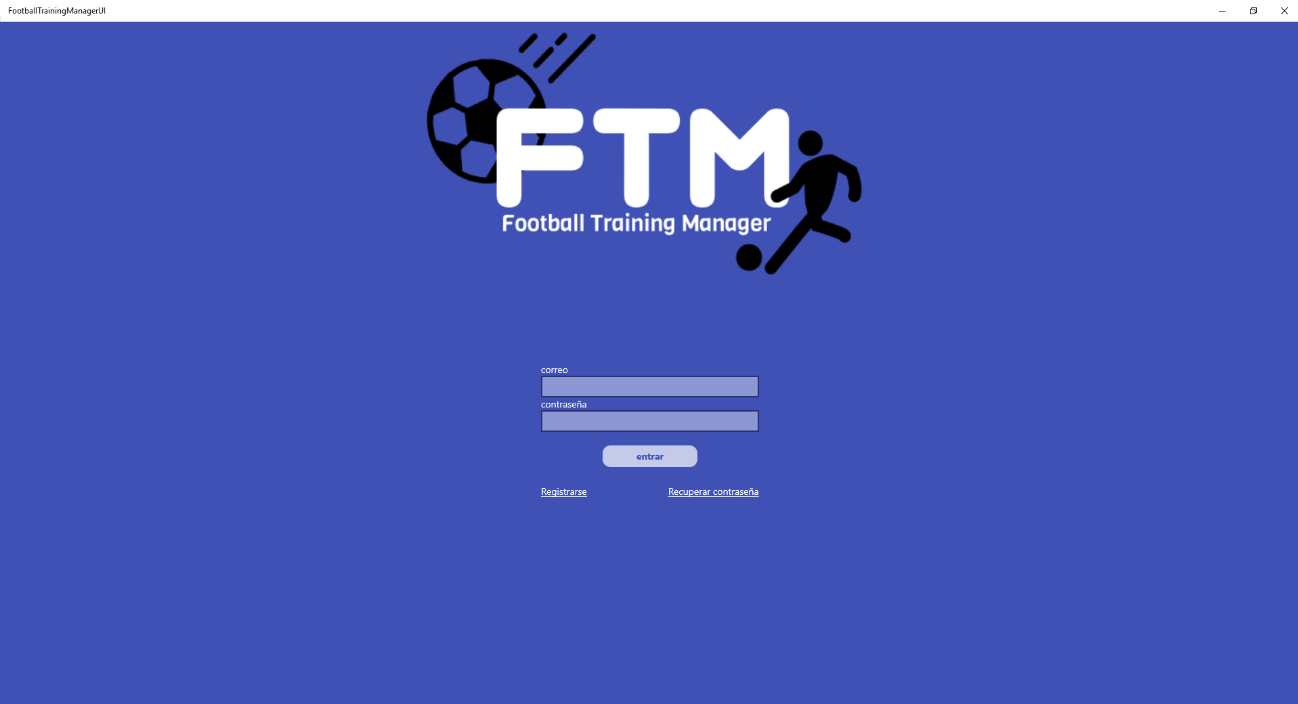 FootballTrainingManagerUI
FTM
Football Training Manager
correo
contraseña
entrar
Registrarse
Recuperar contraseña